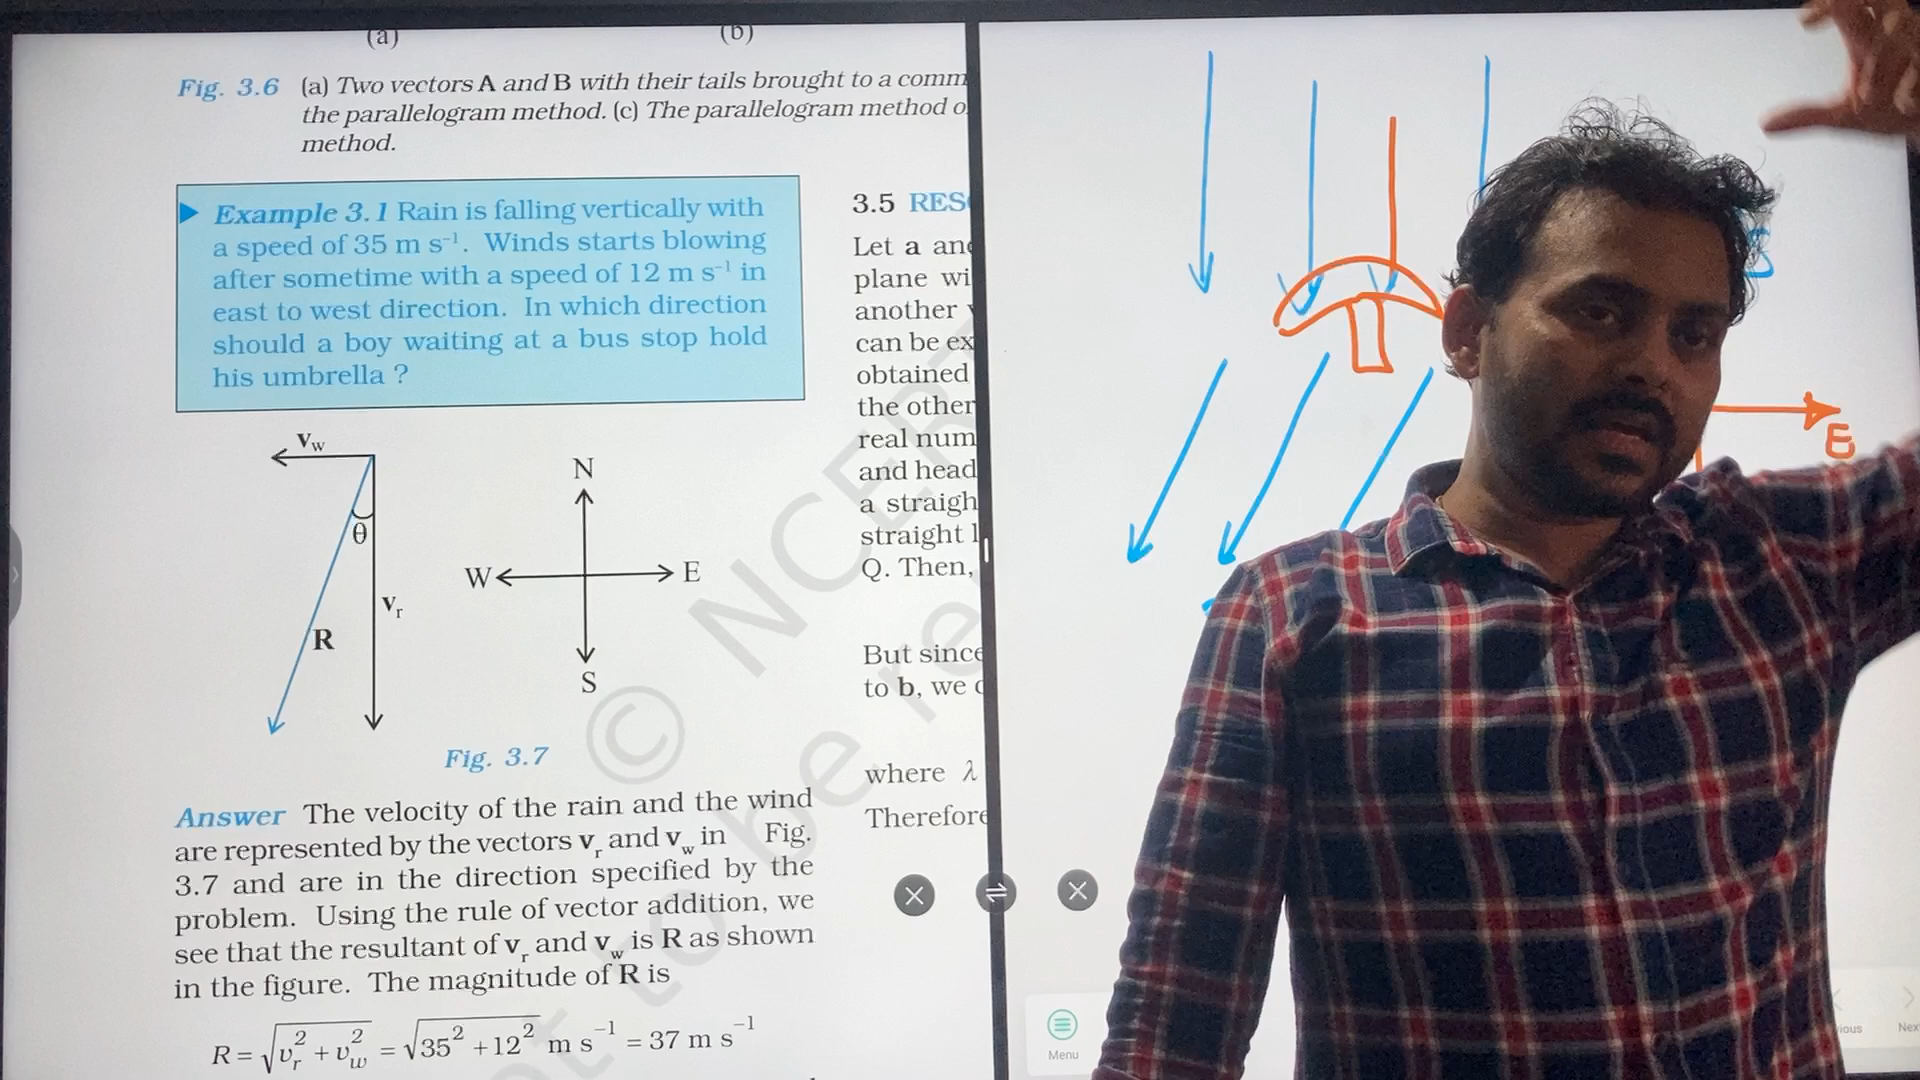 (a) (b)
Fig. 3.6 (a) Two vectors A and B with their tails brought to a comm
the parallelogram method. (c) The parallelogram method o
method.
Example 3.1 Rain is falling vertically with
a speed of 35 m s⁻¹. Winds starts blowing
after sometime with a speed of 12 m s⁻¹ in
east to west direction. In which direction
should a boy waiting at a bus stop hold
his umbrella ?
vw
θ
vr
R
N
W E
S
Fig. 3.7
Answer The velocity of the rain and the wind
are represented by the vectors vr and vw in Fig.
3.7 and are in the direction specified by the
problem. Using the rule of vector addition, we
see that the resultant of vr and vw is R as shown
in the figure. The magnitude of R is
R = √(vr² + vw²) = √(35² + 12²) m s⁻¹ = 37 m s⁻¹
3.5 RES
Let a and
plane wi
another
can be ex
obtained
the other
real num
and head
a straigh
straight l
Q. Then,
But since
to b, we
where λ
Therefore
© NCERT
not to be re
E
Menu
ious
Nex